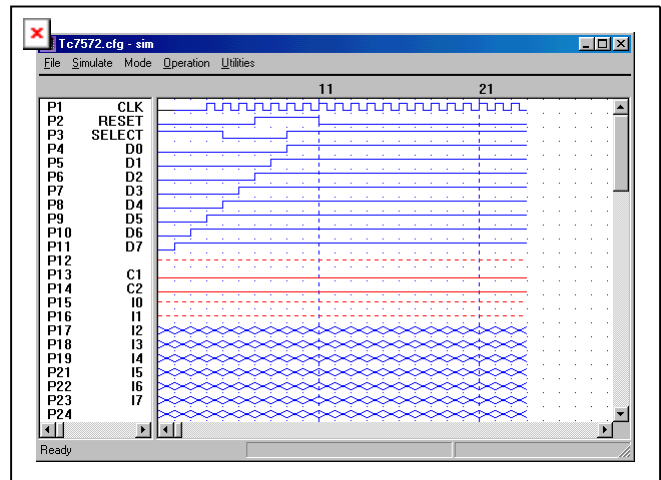 Tc7572.cfg - sim
File Simulate Mode Operation Utilities
11 21
P1 CLK
P2 RESET
P3 SELECT
P4 D0
P5 D1
P6 D2
P7 D3
P8 D4
P9 D5
P10 D6
P11 D7
P12
P13 C1
P14 C2
P15 I0
P16 I1
P17 I2
P18 I3
P19 I4
P21 I5
P22 I6
P23 I7
P24
Ready